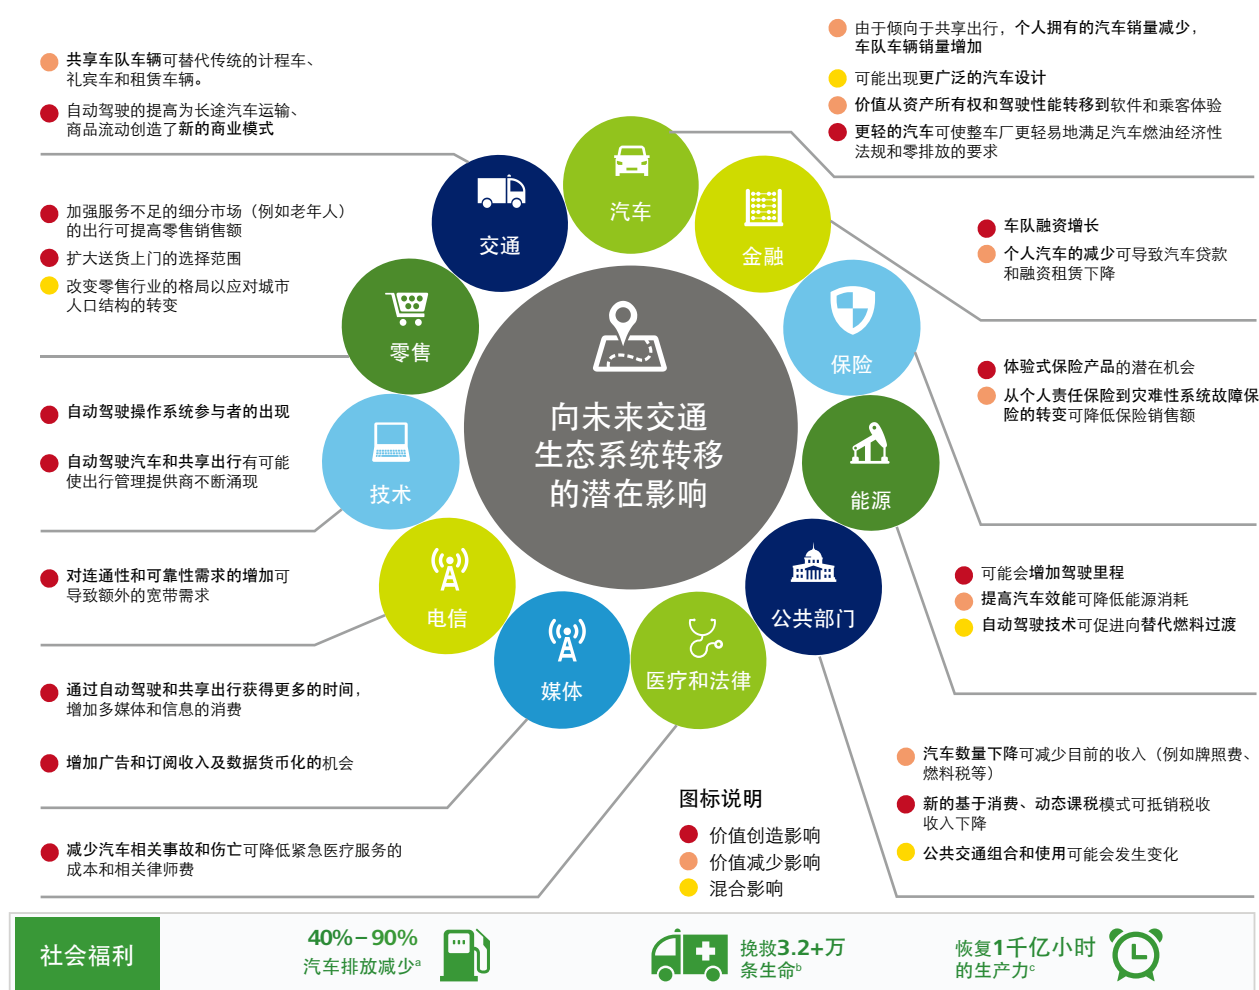 共享车队车辆可替代传统的计程车、
礼宾车和租赁车辆。
自动驾驶的提高为长途汽车运输、
商品流动创造了新的商业模式
加强服务不足的细分市场（例如老年人）
的出行可提高零售销售额
扩大送货上门的选择范围
改变零售行业的格局以应对城市
人口结构的转变
自动驾驶操作系统参与者的出现
自动驾驶汽车和共享出行有可能
使出行管理提供商不断涌现
对连通性和可靠性需求的增加可
导致额外的宽带需求
通过自动驾驶和共享出行获得更多的时间，
增加多媒体和信息的消费
增加广告和订阅收入及数据货币化的机会
减少汽车相关事故和伤亡可降低紧急医疗服务的
成本和相关律师费
汽车
交通
金融
零售
保险
技术
能源
电信
公共部门
媒体
医疗和法律
向未来交通
生态系统转移
的潜在影响
由于倾向于共享出行，个人拥有的汽车销量减少，
车队车辆销量增加
可能出现更广泛的汽车设计
价值从资产所有权和驾驶性能转移到软件和乘客体验
更轻的汽车可使整车厂更轻易地满足汽车燃油经济性
法规和零排放的要求
车队融资增长
个人汽车的减少可导致汽车贷款
和融资租赁下降
体验式保险产品的潜在机会
从个人责任保险到灾难性系统故障保
险的转变可降低保险销售额
可能会增加驾驶里程
提高汽车效能可降低能源消耗
自动驾驶技术可促进向替代燃料过渡
汽车数量下降可减少目前的收入（例如牌照费、
燃料税等）
新的基于消费、动态课税模式可抵销税收
收入下降
公共交通组合和使用可能会发生变化
图标说明
价值创造影响
价值减少影响
混合影响
社会福利
40%–90%
汽车排放减少a
挽救3.2+万
条生命b
恢复1千亿小时
的生产力c